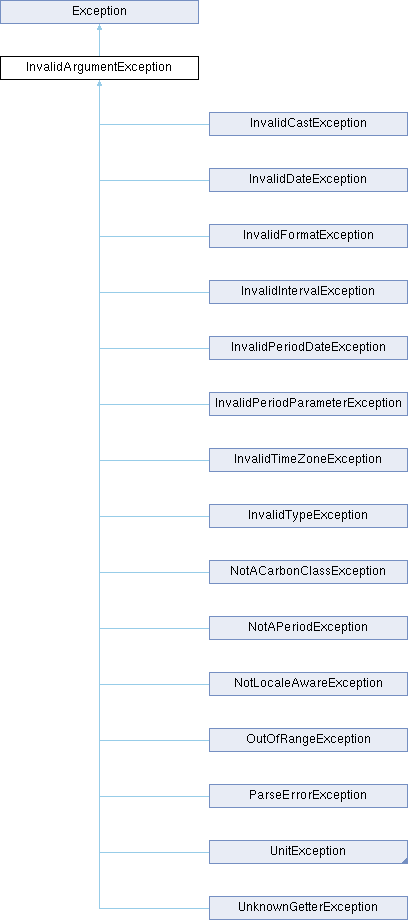 Exception
InvalidArgumentException
InvalidCastException
InvalidDateException
InvalidFormatException
InvalidIntervalException
InvalidPeriodDateException
InvalidPeriodParameterException
InvalidTimeZoneException
InvalidTypeException
NotACarbonClassException
NotAPeriodException
NotLocaleAwareException
OutOfRangeException
ParseErrorException
UnitException
UnknownGetterException